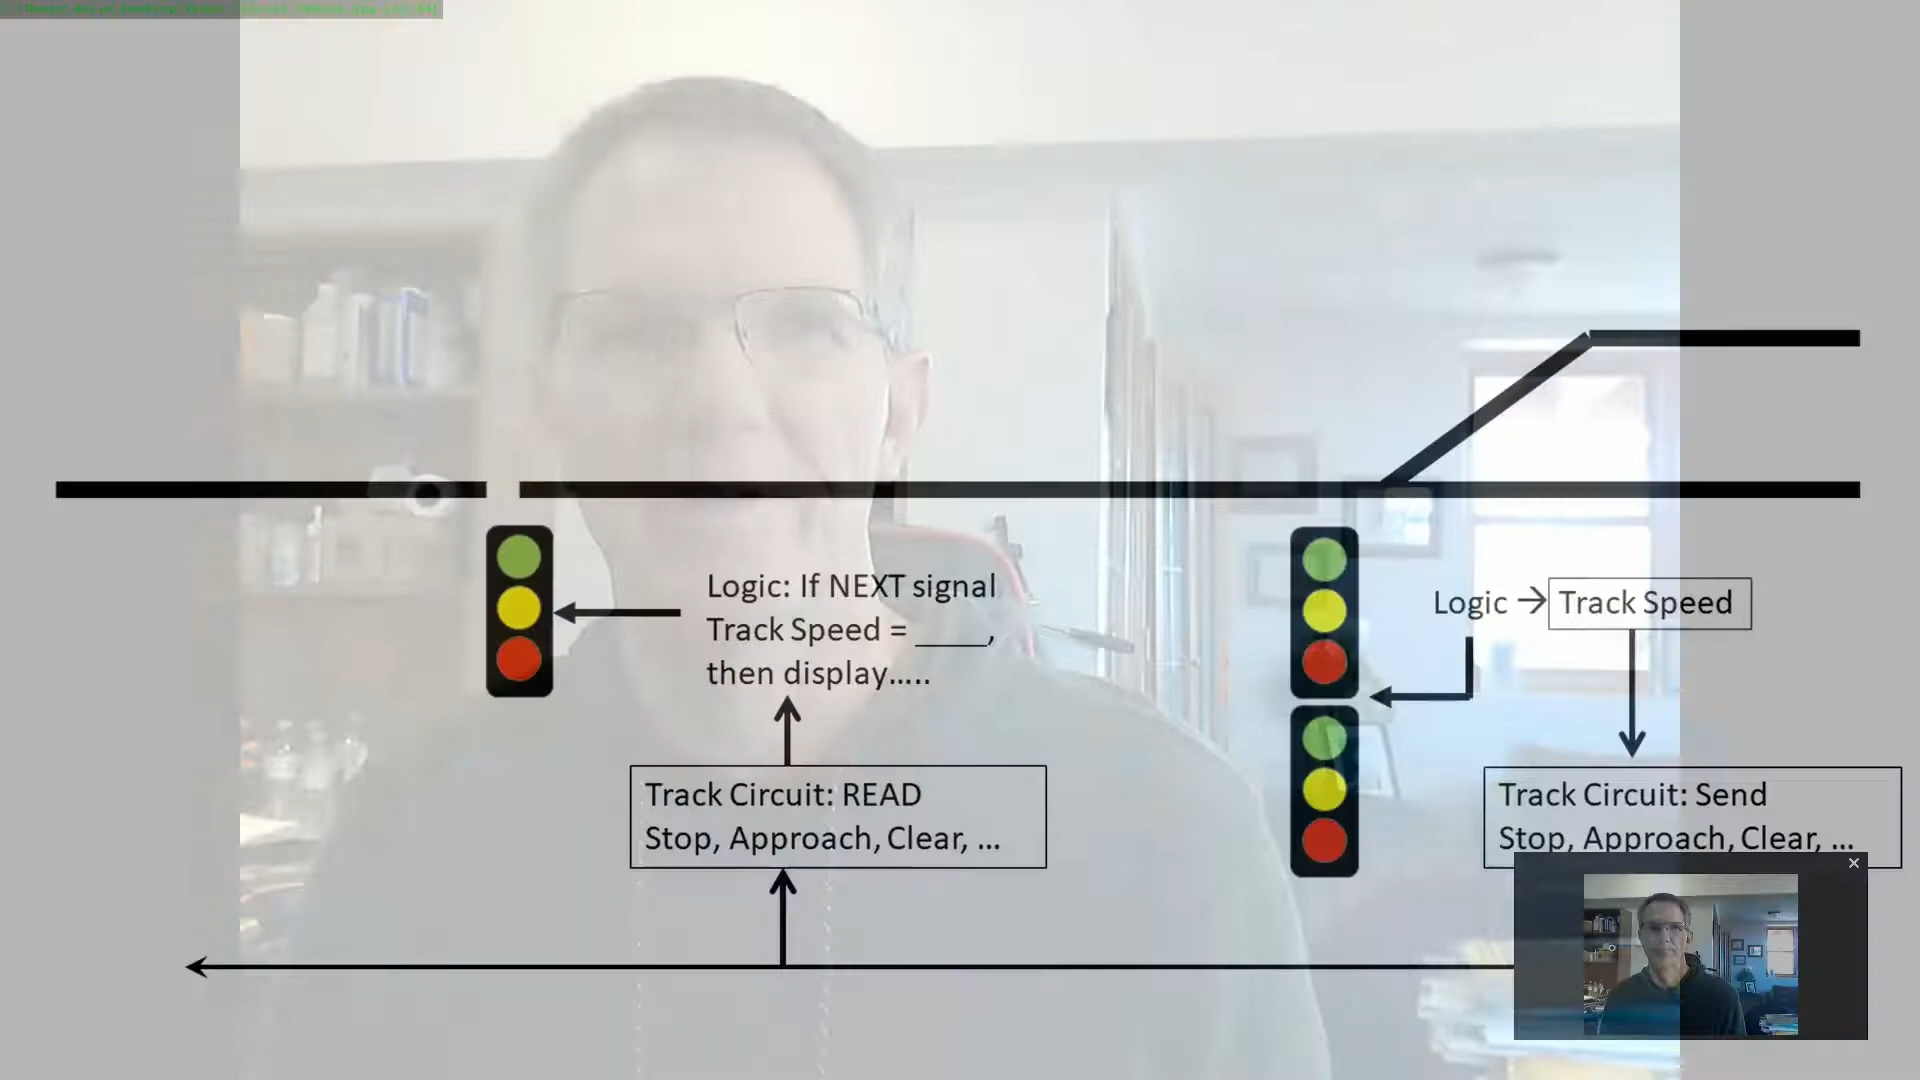 Logic: If NEXT signal
Track Speed = _____,
then display.....
Logic → Track Speed
Track Circuit: READ
Stop, Approach, Clear, ...
Track Circuit: Send
Stop, Approach, Clear, ...